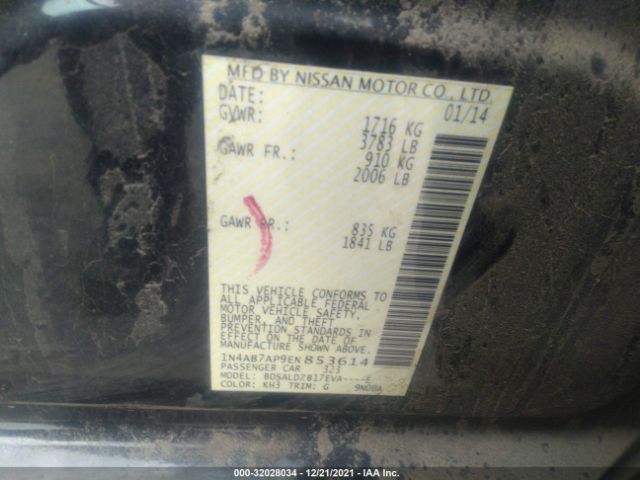 MFD BY NISSAN MOTOR CO., LTD.
DATE: 01/14
GVWR: 1716 KG
3783 LB
GAWR FR.: 910 KG
2006 LB
GAWR RR.: 835 KG
1841 LB
THIS VEHICLE CONFORMS TO
ALL APPLICABLE FEDERAL
MOTOR VEHICLE SAFETY,
BUMPER, AND THEFT
PREVENTION STANDARDS IN
EFFECT ON THE DATE OF
MANUFACTURE SHOWN ABOVE.
1N4AB7AP9EN853614
PASSENGER CAR 323
MODEL: BDSALDZ817EVA----E
COLOR: KH3 TRIM: G
000-32028034 - 12/21/2021 - IAA Inc.